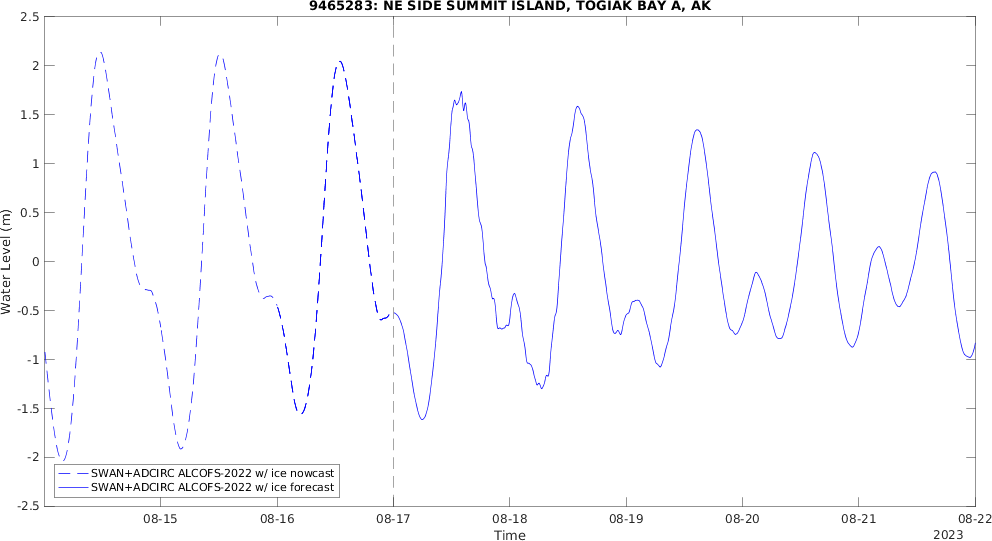 9465283: NE SIDE SUMMIT ISLAND, TOGIAK BAY A, AK
2.5
2
1.5
1
0.5
0
-0.5
-1
-1.5
-2
-2.5
Water Level (m)
SWAN+ADCIRC ALCOFS-2022 w/ ice nowcast
SWAN+ADCIRC ALCOFS-2022 w/ ice forecast
08-15 08-16 08-17 08-18 08-19 08-20 08-21 08-22
Time
2023